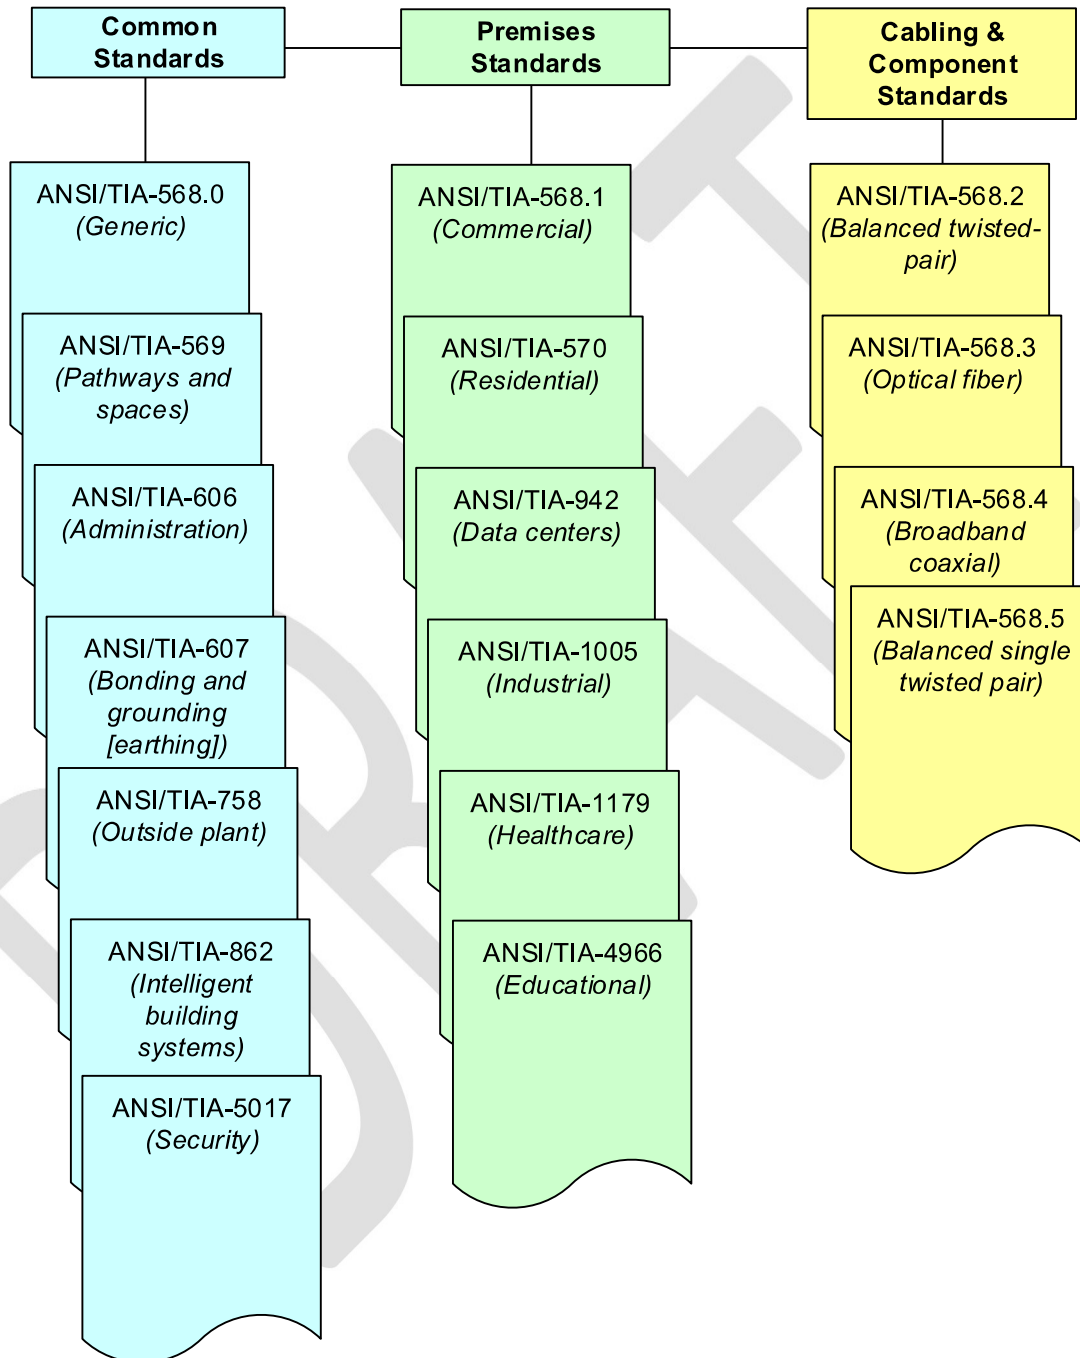 Common
Standards
Premises
Standards
Cabling &
Component
Standards
ANSI/TIA-568.0
(Generic)
ANSI/TIA-569
(Pathways and
spaces)
ANSI/TIA-606
(Administration)
ANSI/TIA-607
(Bonding and
grounding
[earthing])
ANSI/TIA-758
(Outside plant)
ANSI/TIA-862
(Intelligent
building
systems)
ANSI/TIA-5017
(Security)
ANSI/TIA-568.1
(Commercial)
ANSI/TIA-570
(Residential)
ANSI/TIA-942
(Data centers)
ANSI/TIA-1005
(Industrial)
ANSI/TIA-1179
(Healthcare)
ANSI/TIA-4966
(Educational)
ANSI/TIA-568.2
(Balanced twisted-
pair)
ANSI/TIA-568.3
(Optical fiber)
ANSI/TIA-568.4
(Broadband
coaxial)
ANSI/TIA-568.5
(Balanced single
twisted pair)
DRAFT